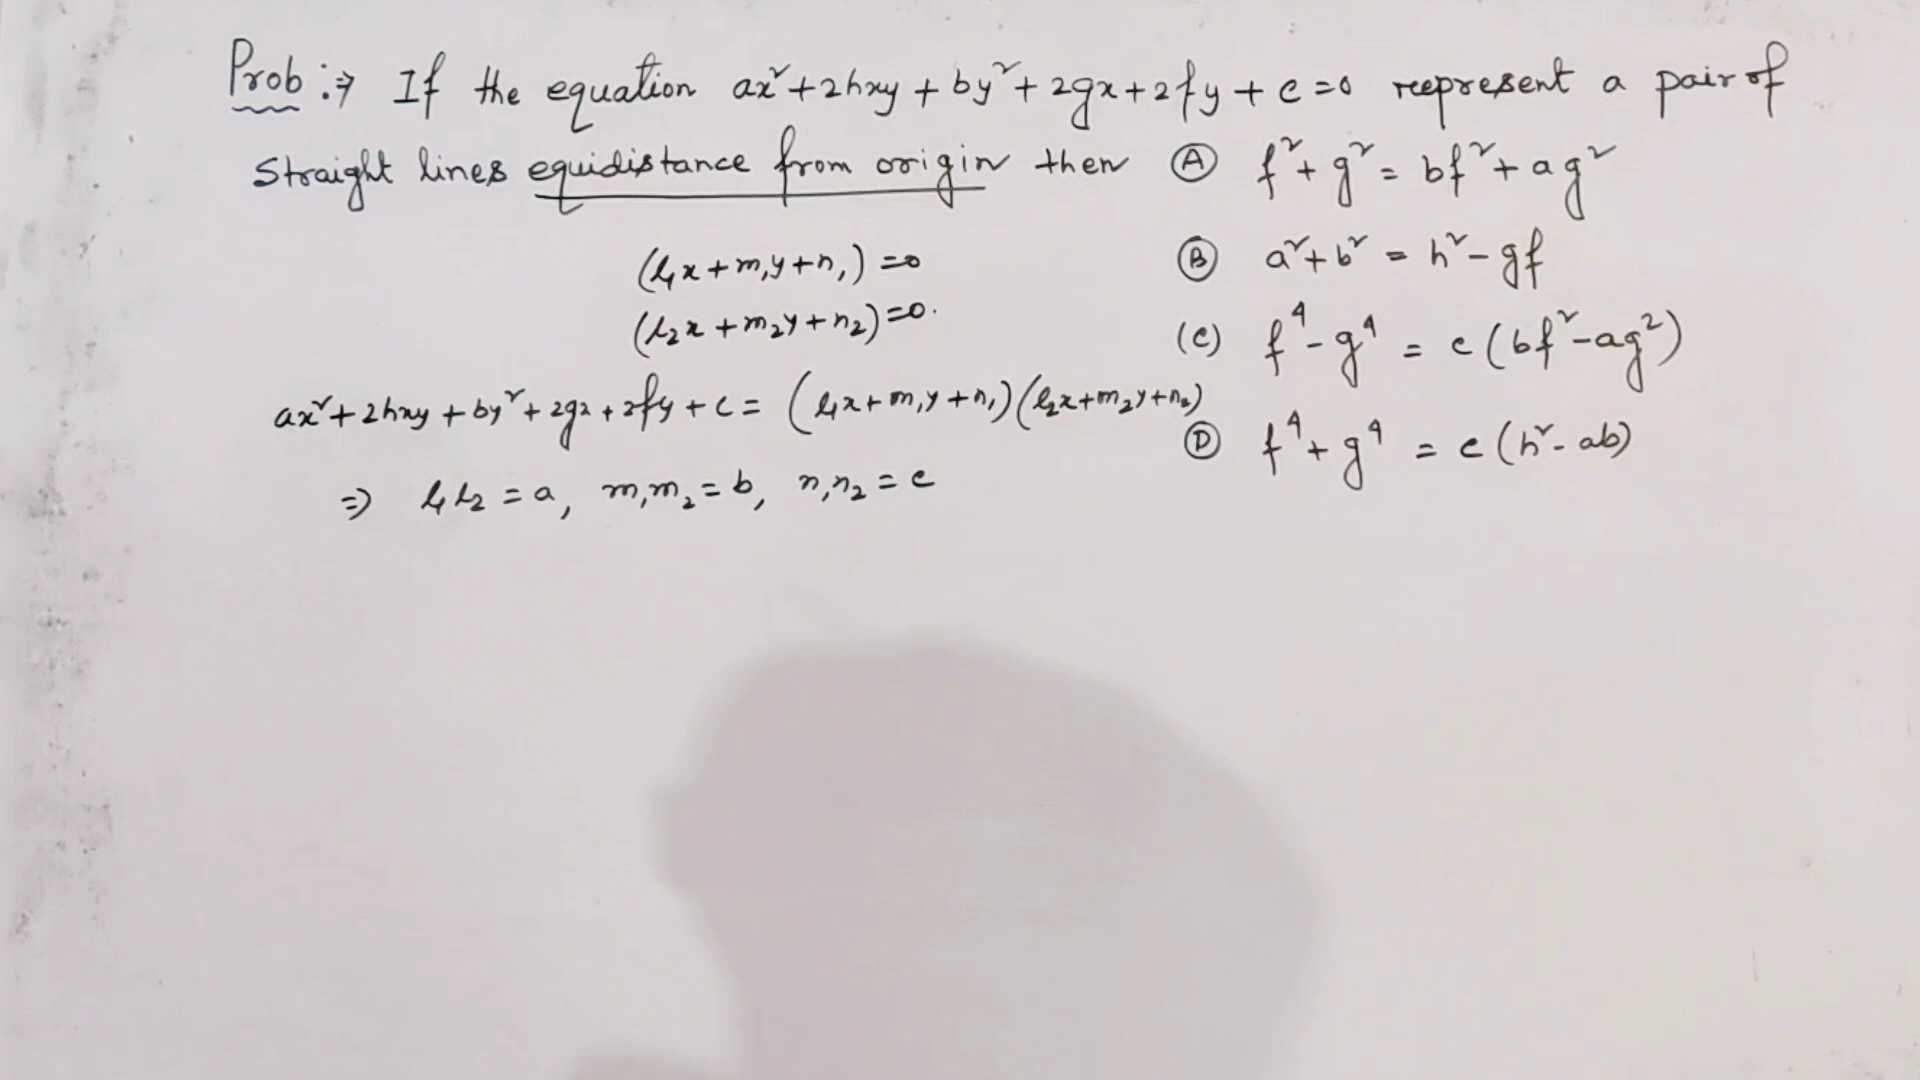 Prob :⇒ If the equation ax²+2hxy+by²+2gx+2fy+c=0 reepresent a pair of
Straight lines equidistance from origin then Ⓐ f²+g² = bf²+ag²
(l₁x+m₁y+n₁)=0 Ⓑ a²+b² = h²-gf
(l₂x+m₂y+n₂)=0. (c) f⁴-g⁴ = c(bf²-ag²)
ax²+2hxy+by²+2gx+2fy+c = (l₁x+m₁y+n₁)(l₂x+m₂y+n₂)
Ⓓ f⁴+g⁴ = c(h²-ab)
⇒ l₁l₂ = a, m₁m₂ = b, n₁n₂ = c